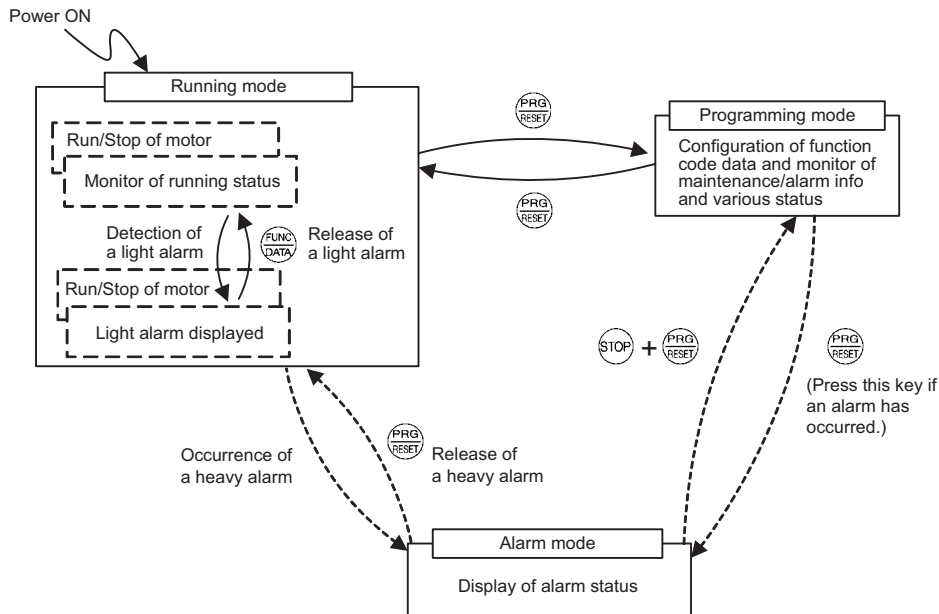 Power ON
Running mode
Run/Stop of motor
Monitor of running status
Detection of
a light alarm
FUNC
DATA
Release of
a light alarm
Run/Stop of motor
Light alarm displayed
PRG
RESET
PRG
RESET
Programming mode
Configuration of function
code data and monitor of
maintenance/alarm info
and various status
STOP + PRG
RESET
PRG
RESET
(Press this key if
an alarm has
occurred.)
Occurrence of
a heavy alarm
PRG
RESET
Release of
a heavy alarm
Alarm mode
Display of alarm status